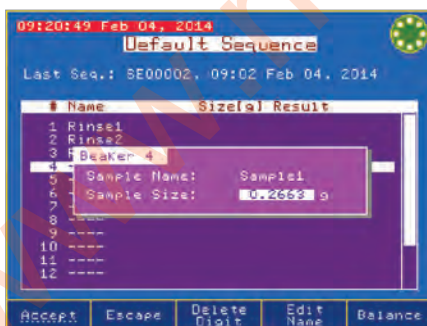 09:20:49 Feb 04, 2014
Default Sequence
Last Seq.: SE00002, 09:02 Feb 04, 2014
# Name Size[g] Result
1 Rinse1
2 Rinse2
3
Beaker 4
4
Sample Name: Sample1
5
Sample Size: 0.2663 g
6
7
8 ----
9 ----
10 ----
11 ----
12 ----
Accept Escape Delete Digit Edit Name Balance